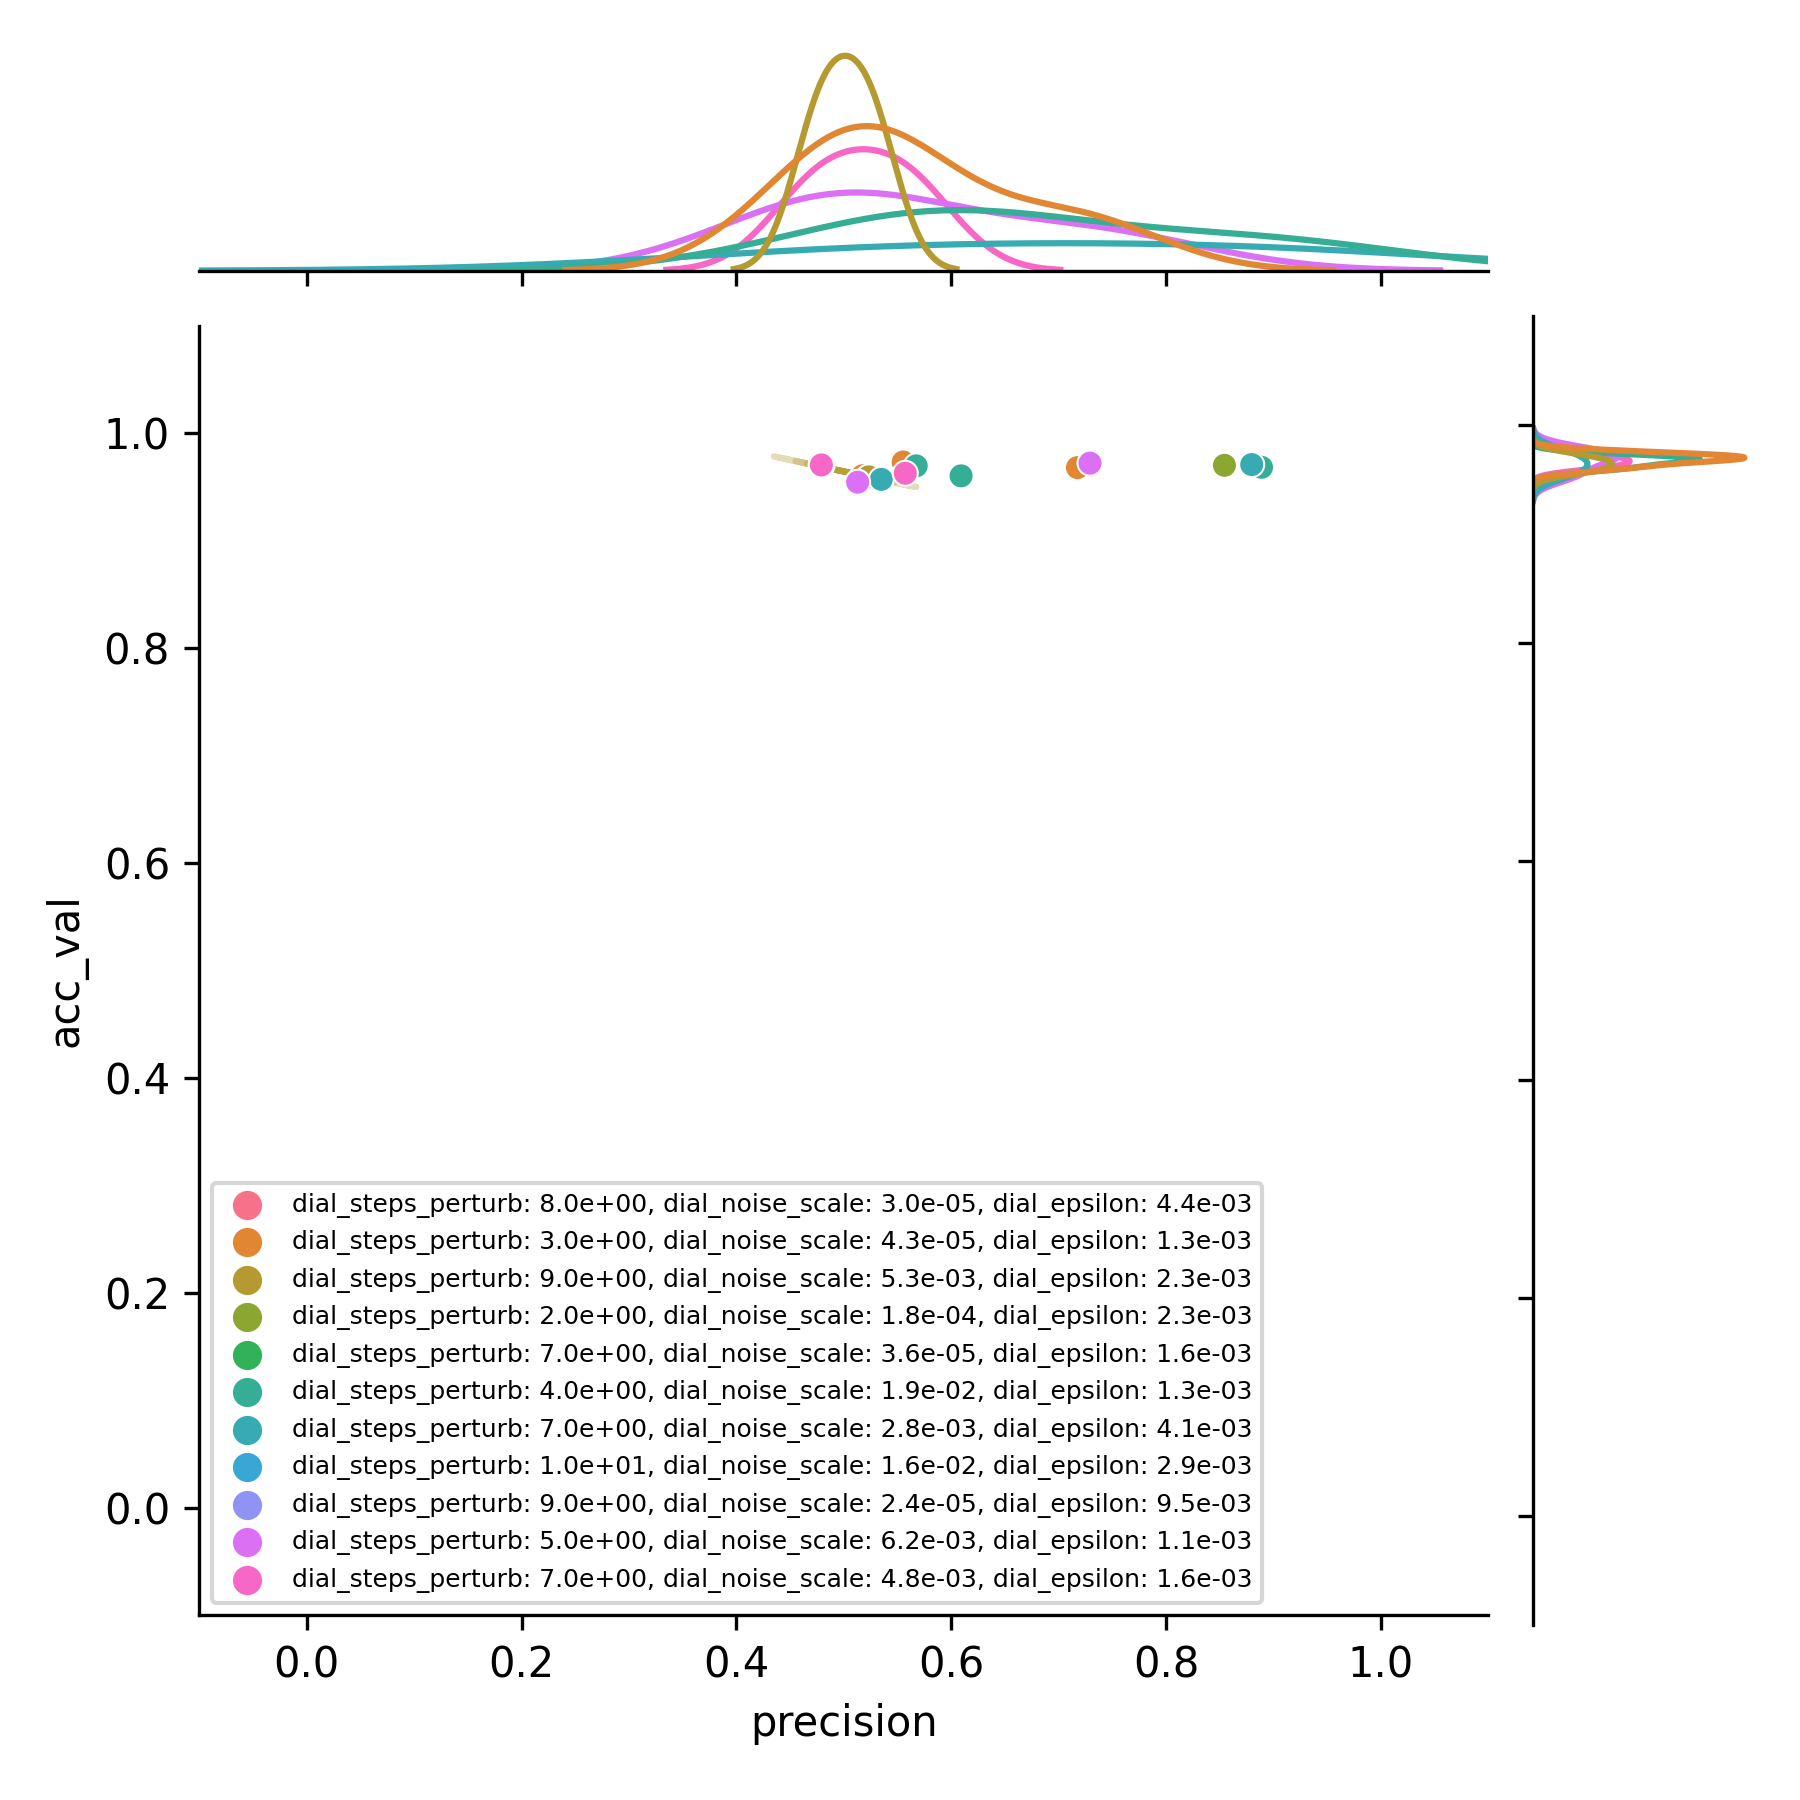 1.0
0.8
0.6
0.4
0.2
0.0
acc_val
dial_steps_perturb: 8.0e+00, dial_noise_scale: 3.0e-05, dial_epsilon: 4.4e-03
dial_steps_perturb: 3.0e+00, dial_noise_scale: 4.3e-05, dial_epsilon: 1.3e-03
dial_steps_perturb: 9.0e+00, dial_noise_scale: 5.3e-03, dial_epsilon: 2.3e-03
dial_steps_perturb: 2.0e+00, dial_noise_scale: 1.8e-04, dial_epsilon: 2.3e-03
dial_steps_perturb: 7.0e+00, dial_noise_scale: 3.6e-05, dial_epsilon: 1.6e-03
dial_steps_perturb: 4.0e+00, dial_noise_scale: 1.9e-02, dial_epsilon: 1.3e-03
dial_steps_perturb: 7.0e+00, dial_noise_scale: 2.8e-03, dial_epsilon: 4.1e-03
dial_steps_perturb: 1.0e+01, dial_noise_scale: 1.6e-02, dial_epsilon: 2.9e-03
dial_steps_perturb: 9.0e+00, dial_noise_scale: 2.4e-05, dial_epsilon: 9.5e-03
dial_steps_perturb: 5.0e+00, dial_noise_scale: 6.2e-03, dial_epsilon: 1.1e-03
dial_steps_perturb: 7.0e+00, dial_noise_scale: 4.8e-03, dial_epsilon: 1.6e-03
0.0 0.2 0.4 0.6 0.8 1.0
precision